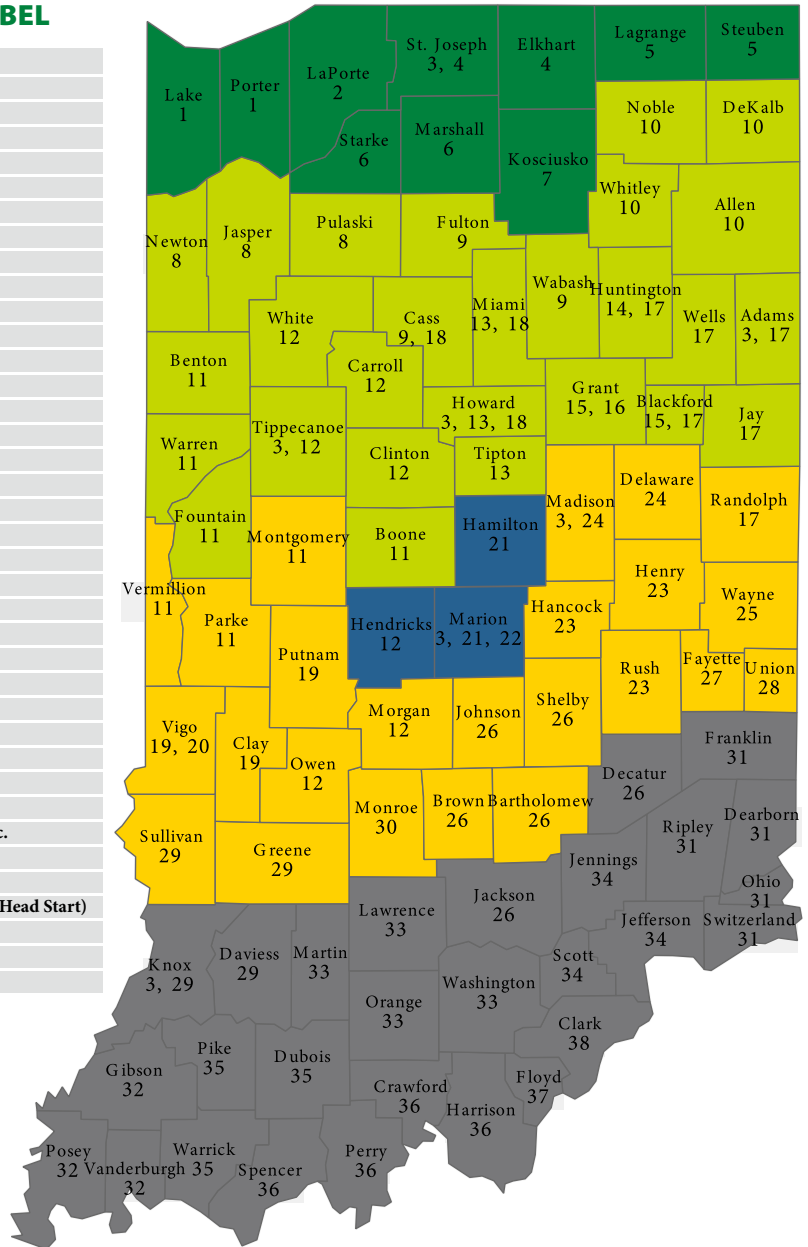 BEL
Lake
1
Porter
1
LaPorte
2
St. Joseph
3, 4
Elkhart
4
Lagrange
5
Steuben
5
Starke
6
Marshall
6
Kosciusko
7
Noble
10
DeKalb
10
Whitley
10
Allen
10
Newton
8
Jasper
8
Pulaski
8
Fulton
9
White
12
Cass
9, 18
Miami
13, 18
Wabash
9
Huntington
14, 17
Wells
17
Adams
3, 17
Benton
11
Carroll
12
Howard
3, 13, 18
Grant
15, 16
Blackford
15, 17
Jay
17
Warren
11
Tippecanoe
3, 12
Clinton
12
Tipton
13
Fountain
11
Montgomery
11
Boone
11
Hamilton
21
Madison
3, 24
Delaware
24
Randolph
17
Vermillion
11
Parke
11
Putnam
19
Hendricks
12
Marion
3, 21, 22
Hancock
23
Henry
23
Wayne
25
Rush
23
Fayette
27
Union
28
Vigo
19, 20
Clay
19
Owen
12
Morgan
12
Johnson
26
Shelby
26
Decatur
26
Franklin
31
Sullivan
29
Greene
29
Monroe
30
Brown
26
Bartholomew
26
Jennings
34
Ripley
31
Dearborn
31
Ohio
31
c.
Head Start)
Knox
3, 29
Daviess
29
Martin
33
Lawrence
33
Jackson
26
Jefferson
34
Switzerland
31
Orange
33
Washington
33
Scott
34
Clark
38
Gibson
32
Pike
35
Dubois
35
Crawford
36
Harrison
36
Floyd
37
Posey
32
Vanderburgh
32
Warrick
35
Spencer
36
Perry
36